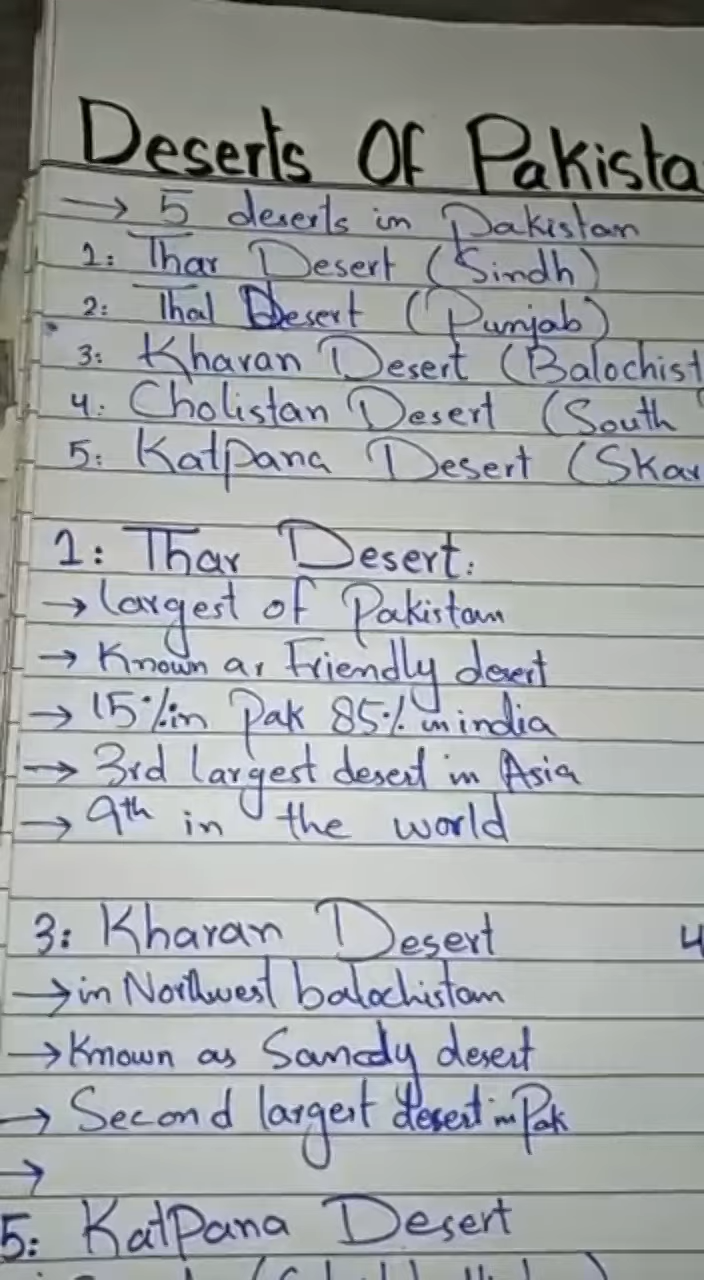 Deserts Of Pakista
→ 5 deserts in Pakistan
1: Thar Desert (Sindh)
2: Thal Desert (Punjab)
3: Kharan Desert (Balochist
4: Cholistan Desert (South
5: Katpana Desert (Skar
1: Thar Desert:
→ largest of Pakistan
→ Known as Friendly desert
→ 15% in Pak 85% in india
→ 3rd largest desert in Asia
→ 9th in the world
3: Kharan Desert
4
→ in Northwest balochistan
→ Known as Sandy desert
→ Second largest desert in Pak
→
5: KatPana Desert